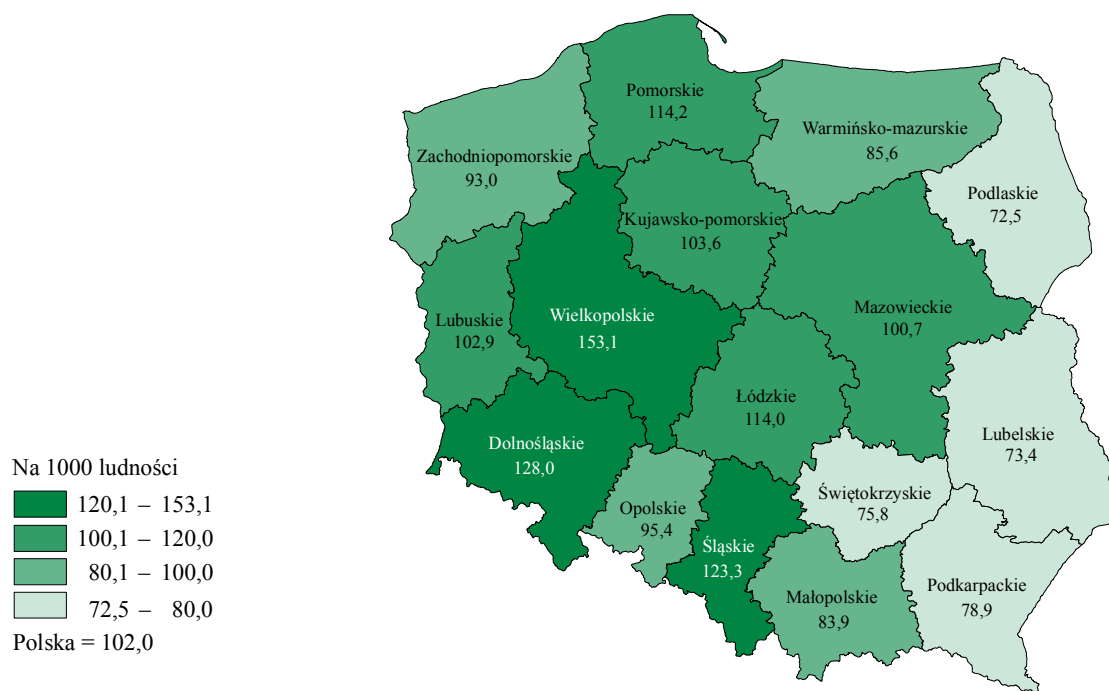 Pomorskie
114,2
Warmińsko-mazurskie
85,6
Zachodniopomorskie
93,0
Podlaskie
72,5
Kujawsko-pomorskie
103,6
Mazowieckie
100,7
Wielkopolskie
153,1
Lubuskie
102,9
Łódzkie
114,0
Lubelskie
73,4
Dolnośląskie
128,0
Świętokrzyskie
75,8
Opolskie
95,4
Śląskie
123,3
Podkarpackie
78,9
Małopolskie
83,9
Na 1000 ludności
120,1 – 153,1
100,1 – 120,0
80,1 – 100,0
72,5 – 80,0
Polska = 102,0